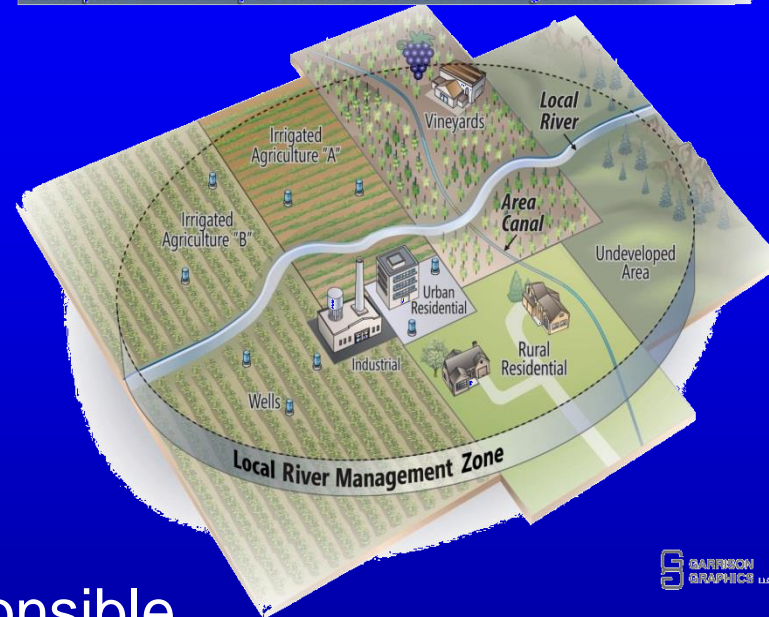 Local
River
Vineyards
Irrigated
Agriculture "A"
Area
Canal
Irrigated
Agriculture "B"
Undeveloped
Area
Urban
Residential
Rural
Residential
Industrial
Wells
Local River Management Zone
GARRISON
GRAPHICS LLC